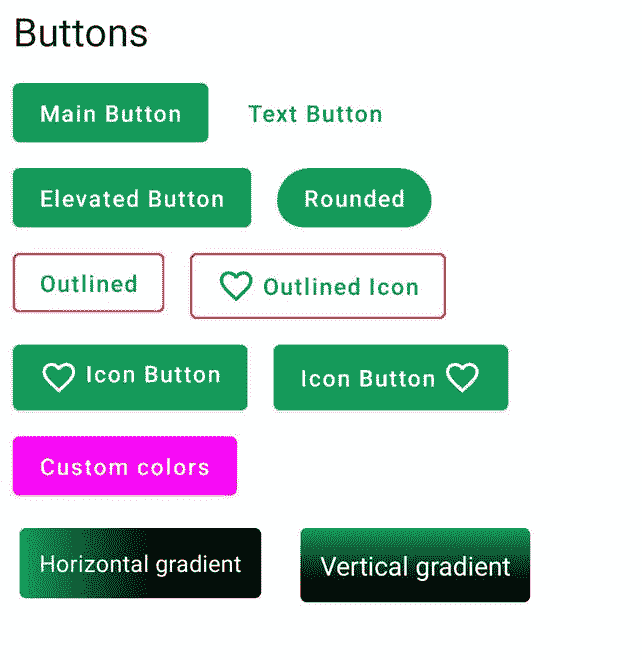 Buttons
Main Button
Text Button
Elevated Button
Rounded
Outlined
Outlined Icon
Icon Button
Icon Button
Custom colors
Horizontal gradient
Vertical gradient